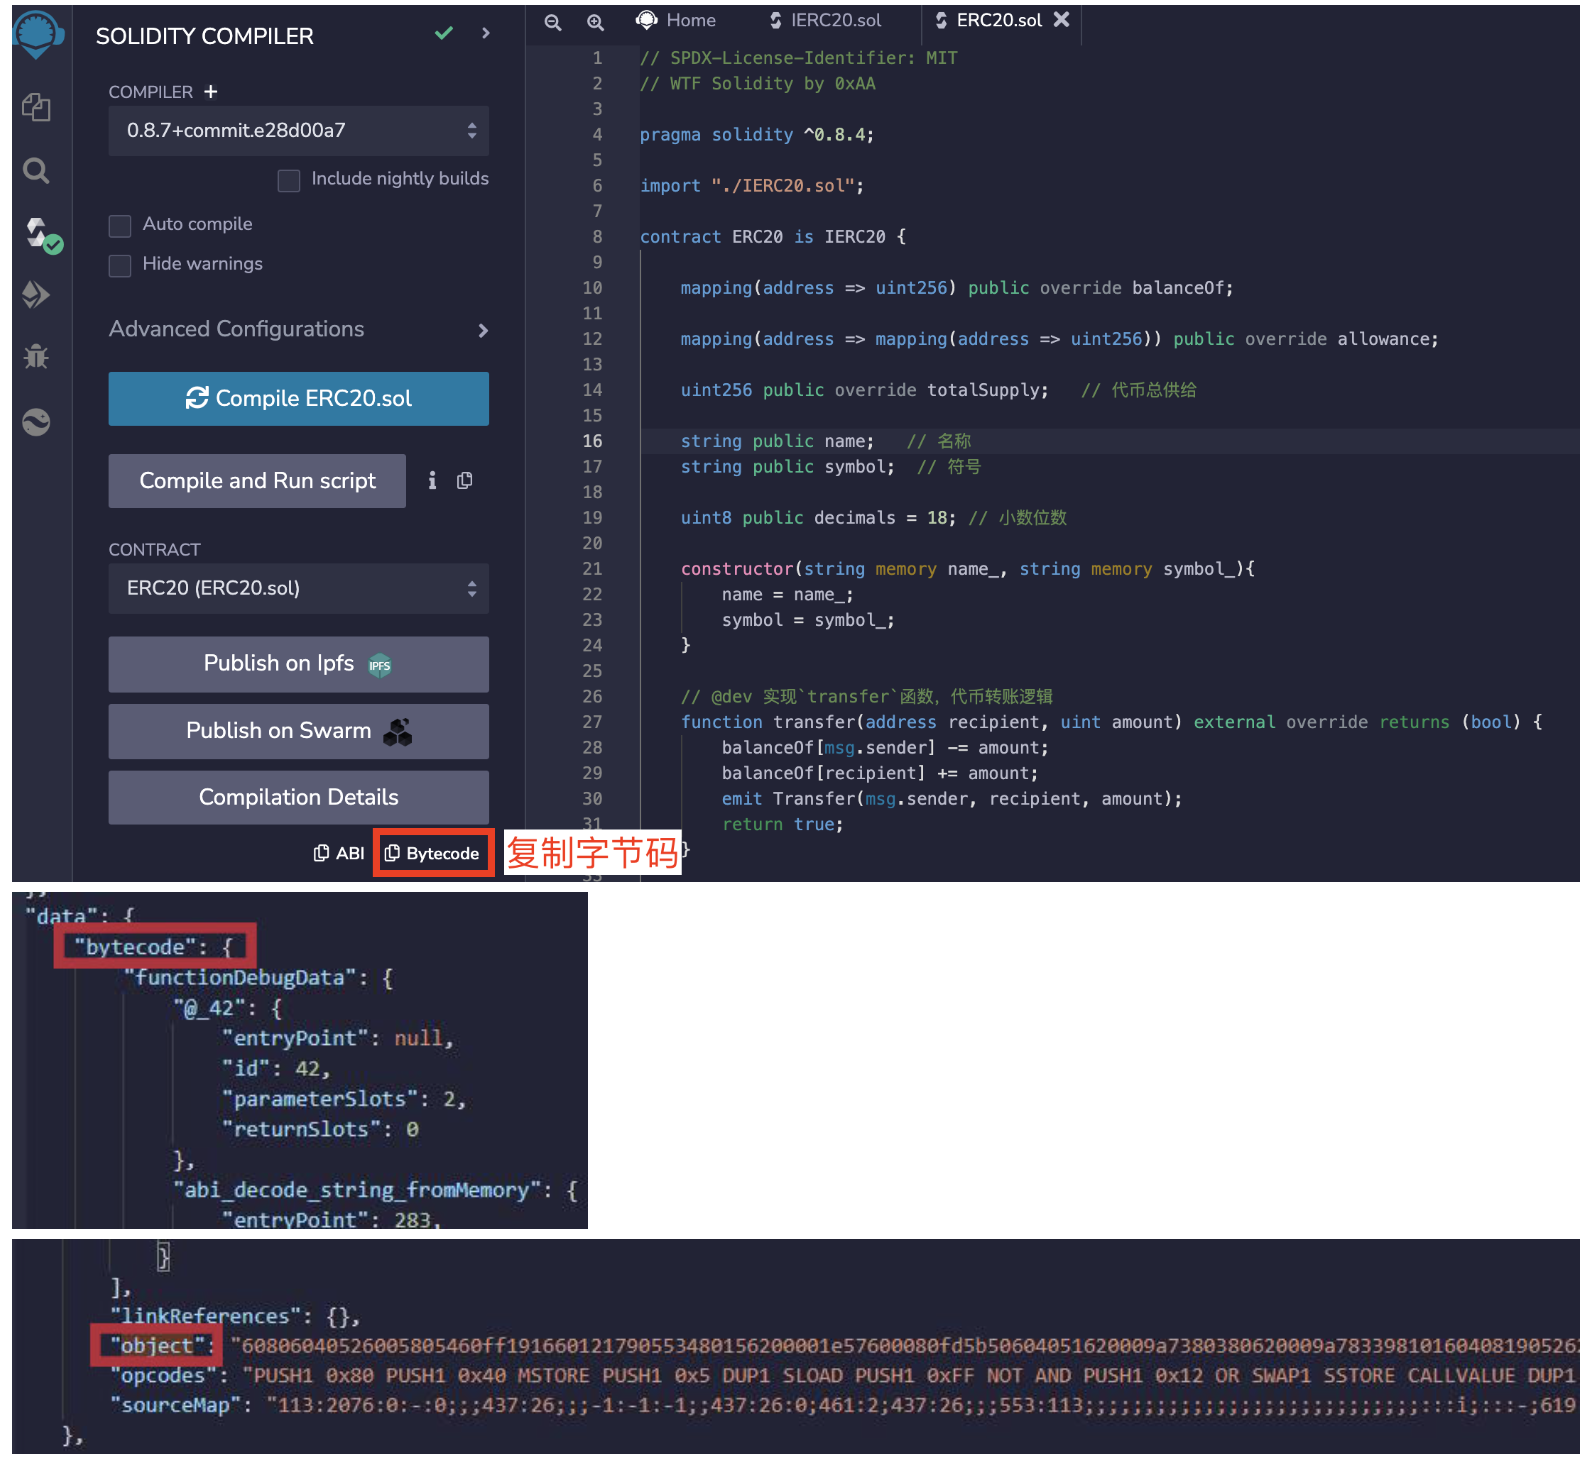 SOLIDITY COMPILER
COMPILER +
0.8.7+commit.e28d00a7
Include nightly builds
Auto compile
Hide warnings
Advanced Configurations
Compile ERC20.sol
Compile and Run script
CONTRACT
ERC20 (ERC20.sol)
Publish on Ipfs IPFS
Publish on Swarm
Compilation Details
ABI Bytecode 复制字节码
Home IERC20.sol ERC20.sol
1 // SPDX-License-Identifier: MIT
2 // WTF Solidity by 0xAA
3
4 pragma solidity ^0.8.4;
5
6 import "./IERC20.sol";
7
8 contract ERC20 is IERC20 {
9
10 mapping(address => uint256) public override balanceOf;
11
12 mapping(address => mapping(address => uint256)) public override allowance;
13
14 uint256 public override totalSupply; // 代币总供给
15
16 string public name; // 名称
17 string public symbol; // 符号
18
19 uint8 public decimals = 18; // 小数位数
20
21 constructor(string memory name_, string memory symbol_){
22 name = name_;
23 symbol = symbol_;
24 }
25
26 // @dev 实现`transfer`函数，代币转账逻辑
27 function transfer(address recipient, uint amount) external override returns (bool) {
28 balanceOf[msg.sender] -= amount;
29 balanceOf[recipient] += amount;
30 emit Transfer(msg.sender, recipient, amount);
31 return true;
}
"data": {
"bytecode": {
"functionDebugData": {
"@_42": {
"entryPoint": null,
"id": 42,
"parameterSlots": 2,
"returnSlots": 0
},
"abi_decode_string_fromMemory": {
"entryPoint": 283,
}
],
"linkReferences": {},
"object": "60806040526005805460ff191660121790553480156200001e57600080fd5b50604051620009a7380380620009a78339810160408190526
"opcodes": "PUSH1 0x80 PUSH1 0x40 MSTORE PUSH1 0x5 DUP1 SLOAD PUSH1 0xFF NOT AND PUSH1 0x12 OR SWAP1 SSTORE CALLVALUE DUP1
"sourceMap": "113:2076:0:-:0;;;437:26;;;-1:-1:-1;;437:26:0;461:2;437:26;;;553:113;;;;;;;;;;;;;;;;;;;;;;;;;;;;:::i;:::-;619
},